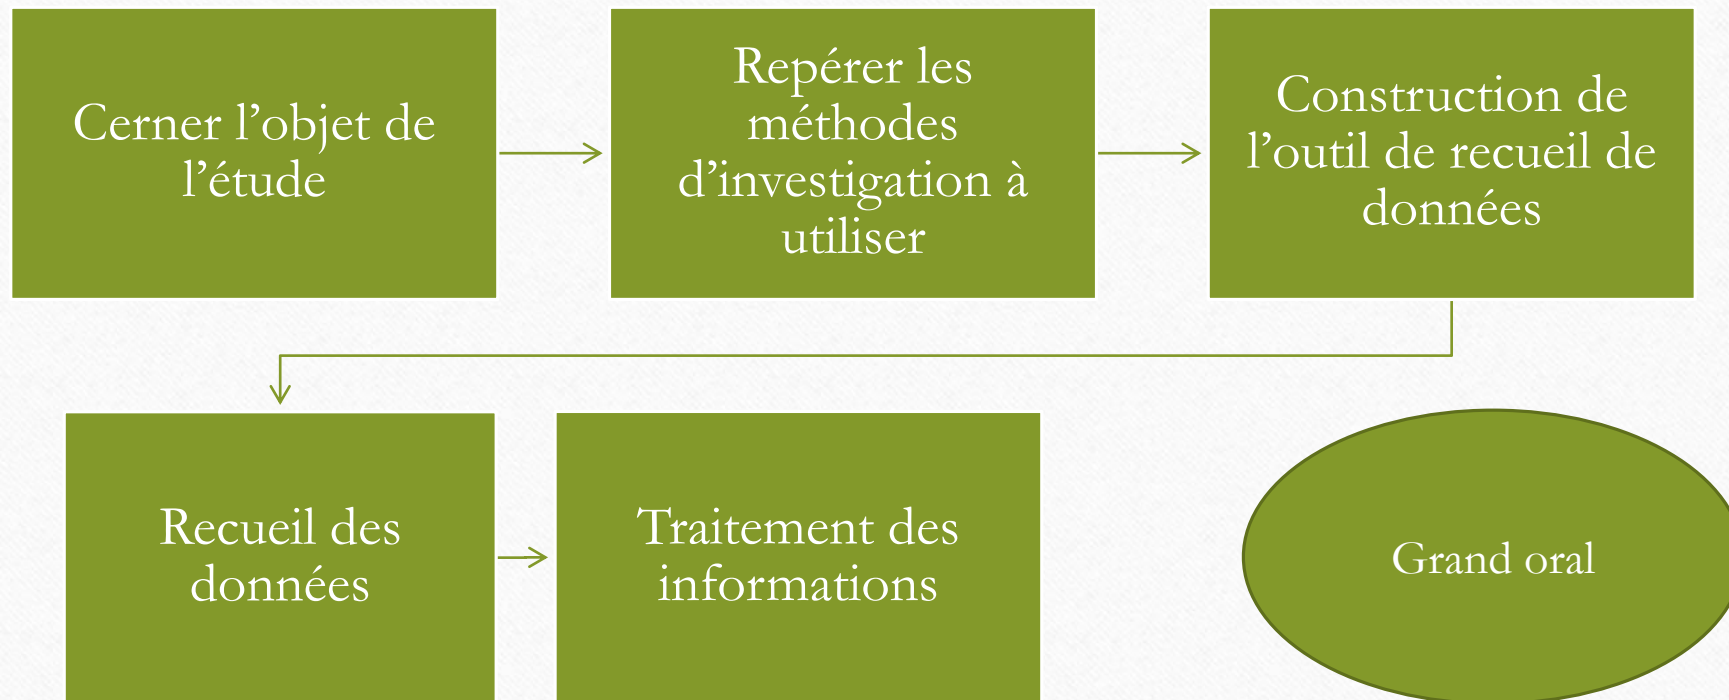 Cerner l’objet de
l’étude
Repérer les
méthodes
d’investigation à
utiliser
Construction de
l’outil de recueil de
données
Recueil des
données
Traitement des
informations
Grand oral